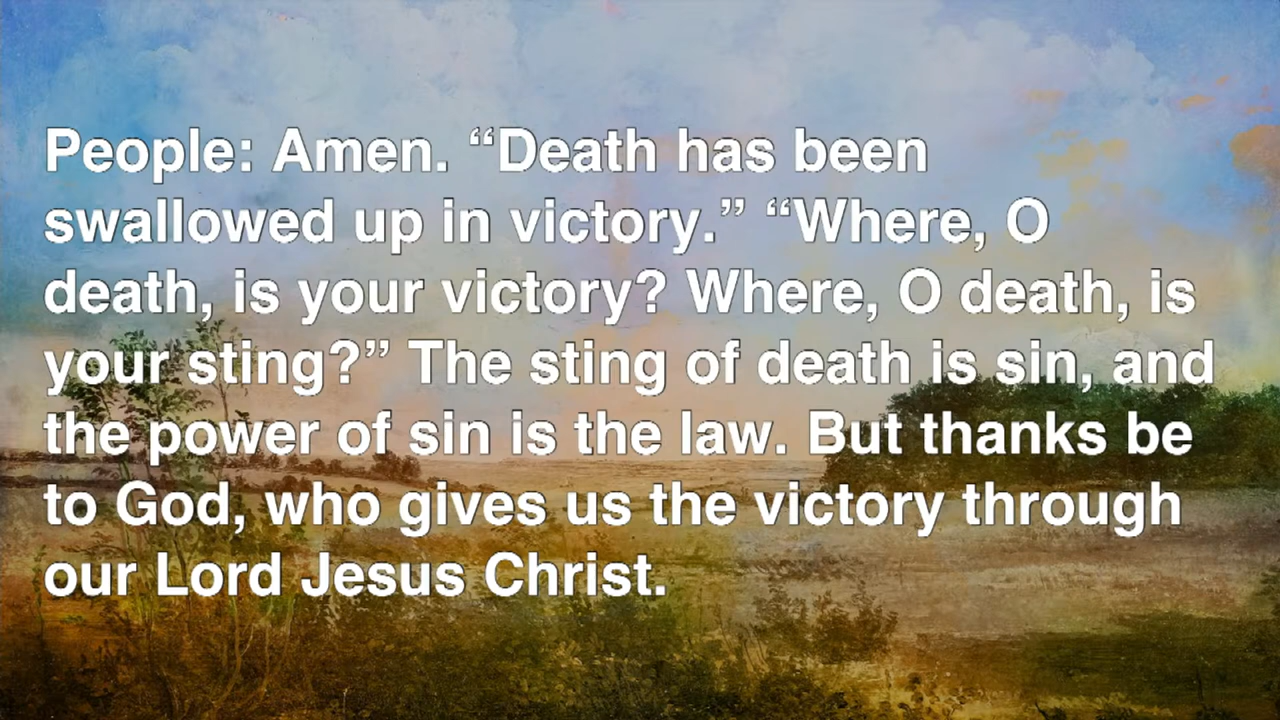 People: Amen. “Death has been
swallowed up in victory.” “Where, O
death, is your victory? Where, O death, is
your sting?” The sting of death is sin, and
the power of sin is the law. But thanks be
to God, who gives us the victory through
our Lord Jesus Christ.